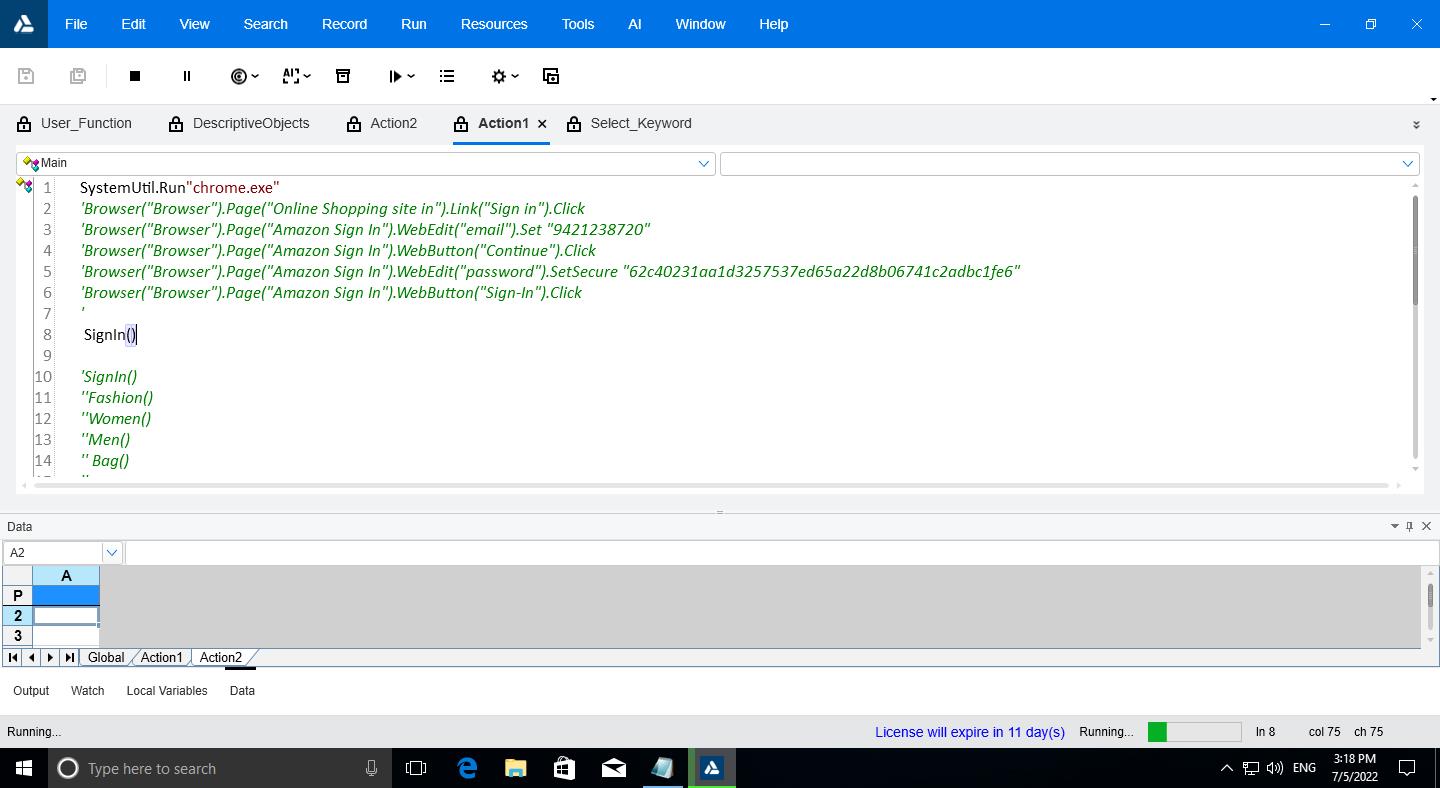 File Edit View Search Record Run Resources Tools AI Window Help
User_Function DescriptiveObjects Action2 Action1 Select_Keyword
Main
1 SystemUtil.Run"chrome.exe"
2 'Browser("Browser").Page("Online Shopping site in").Link("Sign in").Click
3 'Browser("Browser").Page("Amazon Sign In").WebEdit("email").Set "9421238720"
4 'Browser("Browser").Page("Amazon Sign In").WebButton("Continue").Click
5 'Browser("Browser").Page("Amazon Sign In").WebEdit("password").SetSecure "62c40231aa1d3257537ed65a22d8b06741c2adbc1fe6"
6 'Browser("Browser").Page("Amazon Sign In").WebButton("Sign-In").Click
7 '
8 SignIn()
9
10 'SignIn()
11 ''Fashion()
12 ''Women()
13 ''Men()
14 '' Bag()
Data
A2
A
P
2
3
Global Action1 Action2
Output Watch Local Variables Data
Running... License will expire in 11 day(s) Running... ln 8 col 75 ch 75
Type here to search ENG 3:18 PM
7/5/2022